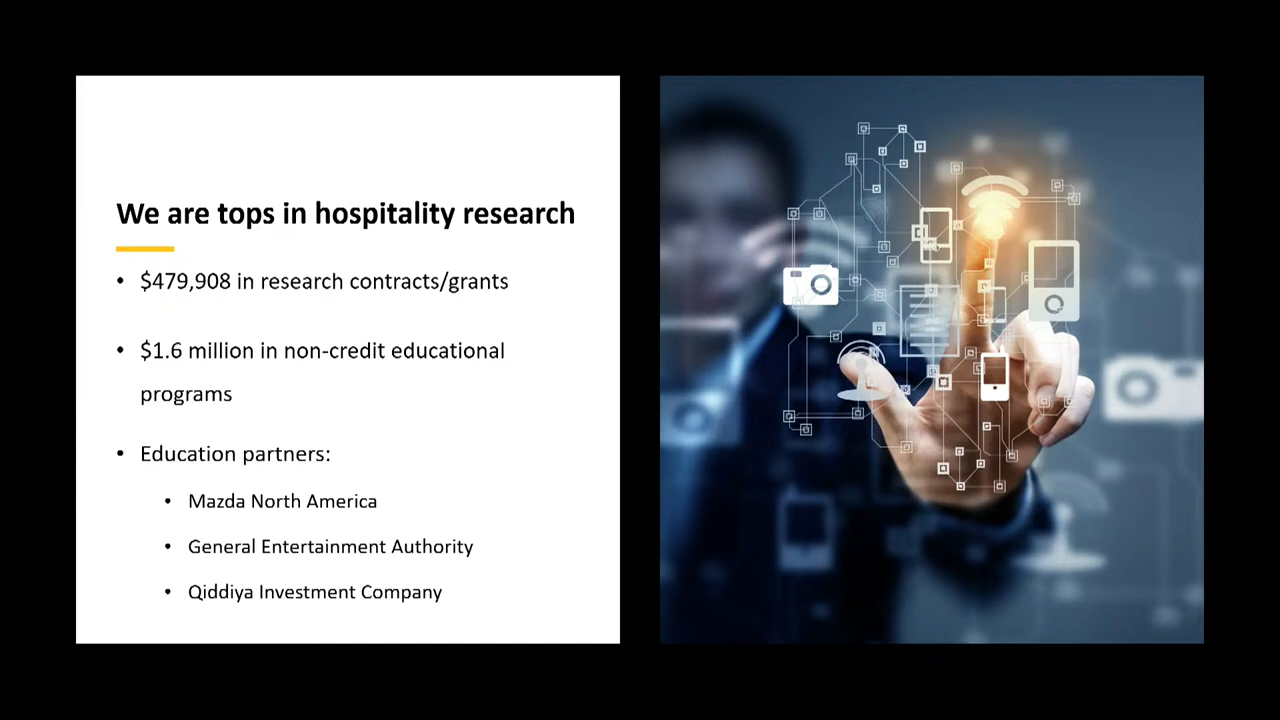 We are tops in hospitality research
• $479,908 in research contracts/grants
• $1.6 million in non-credit educational
programs
• Education partners:
• Mazda North America
• General Entertainment Authority
• Qiddiya Investment Company